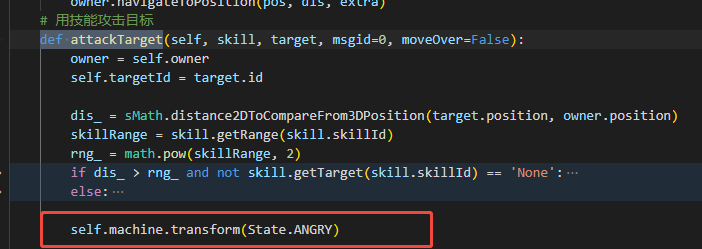 owner.navigateToPosition(pos, dis, extra)
# 用技能攻击目标
def attackTarget(self, skill, target, msgid=0, moveOver=False):
owner = self.owner
self.targetId = target.id
dis_ = sMath.distance2DToCompareFrom3DPosition(target.position, owner.position)
skillRange = skill.getRange(skill.skillId)
rng_ = math.pow(skillRange, 2)
if dis_ > rng_ and not skill.getTarget(skill.skillId) == 'None':…
else:…
self.machine.transform(State.ANGRY)